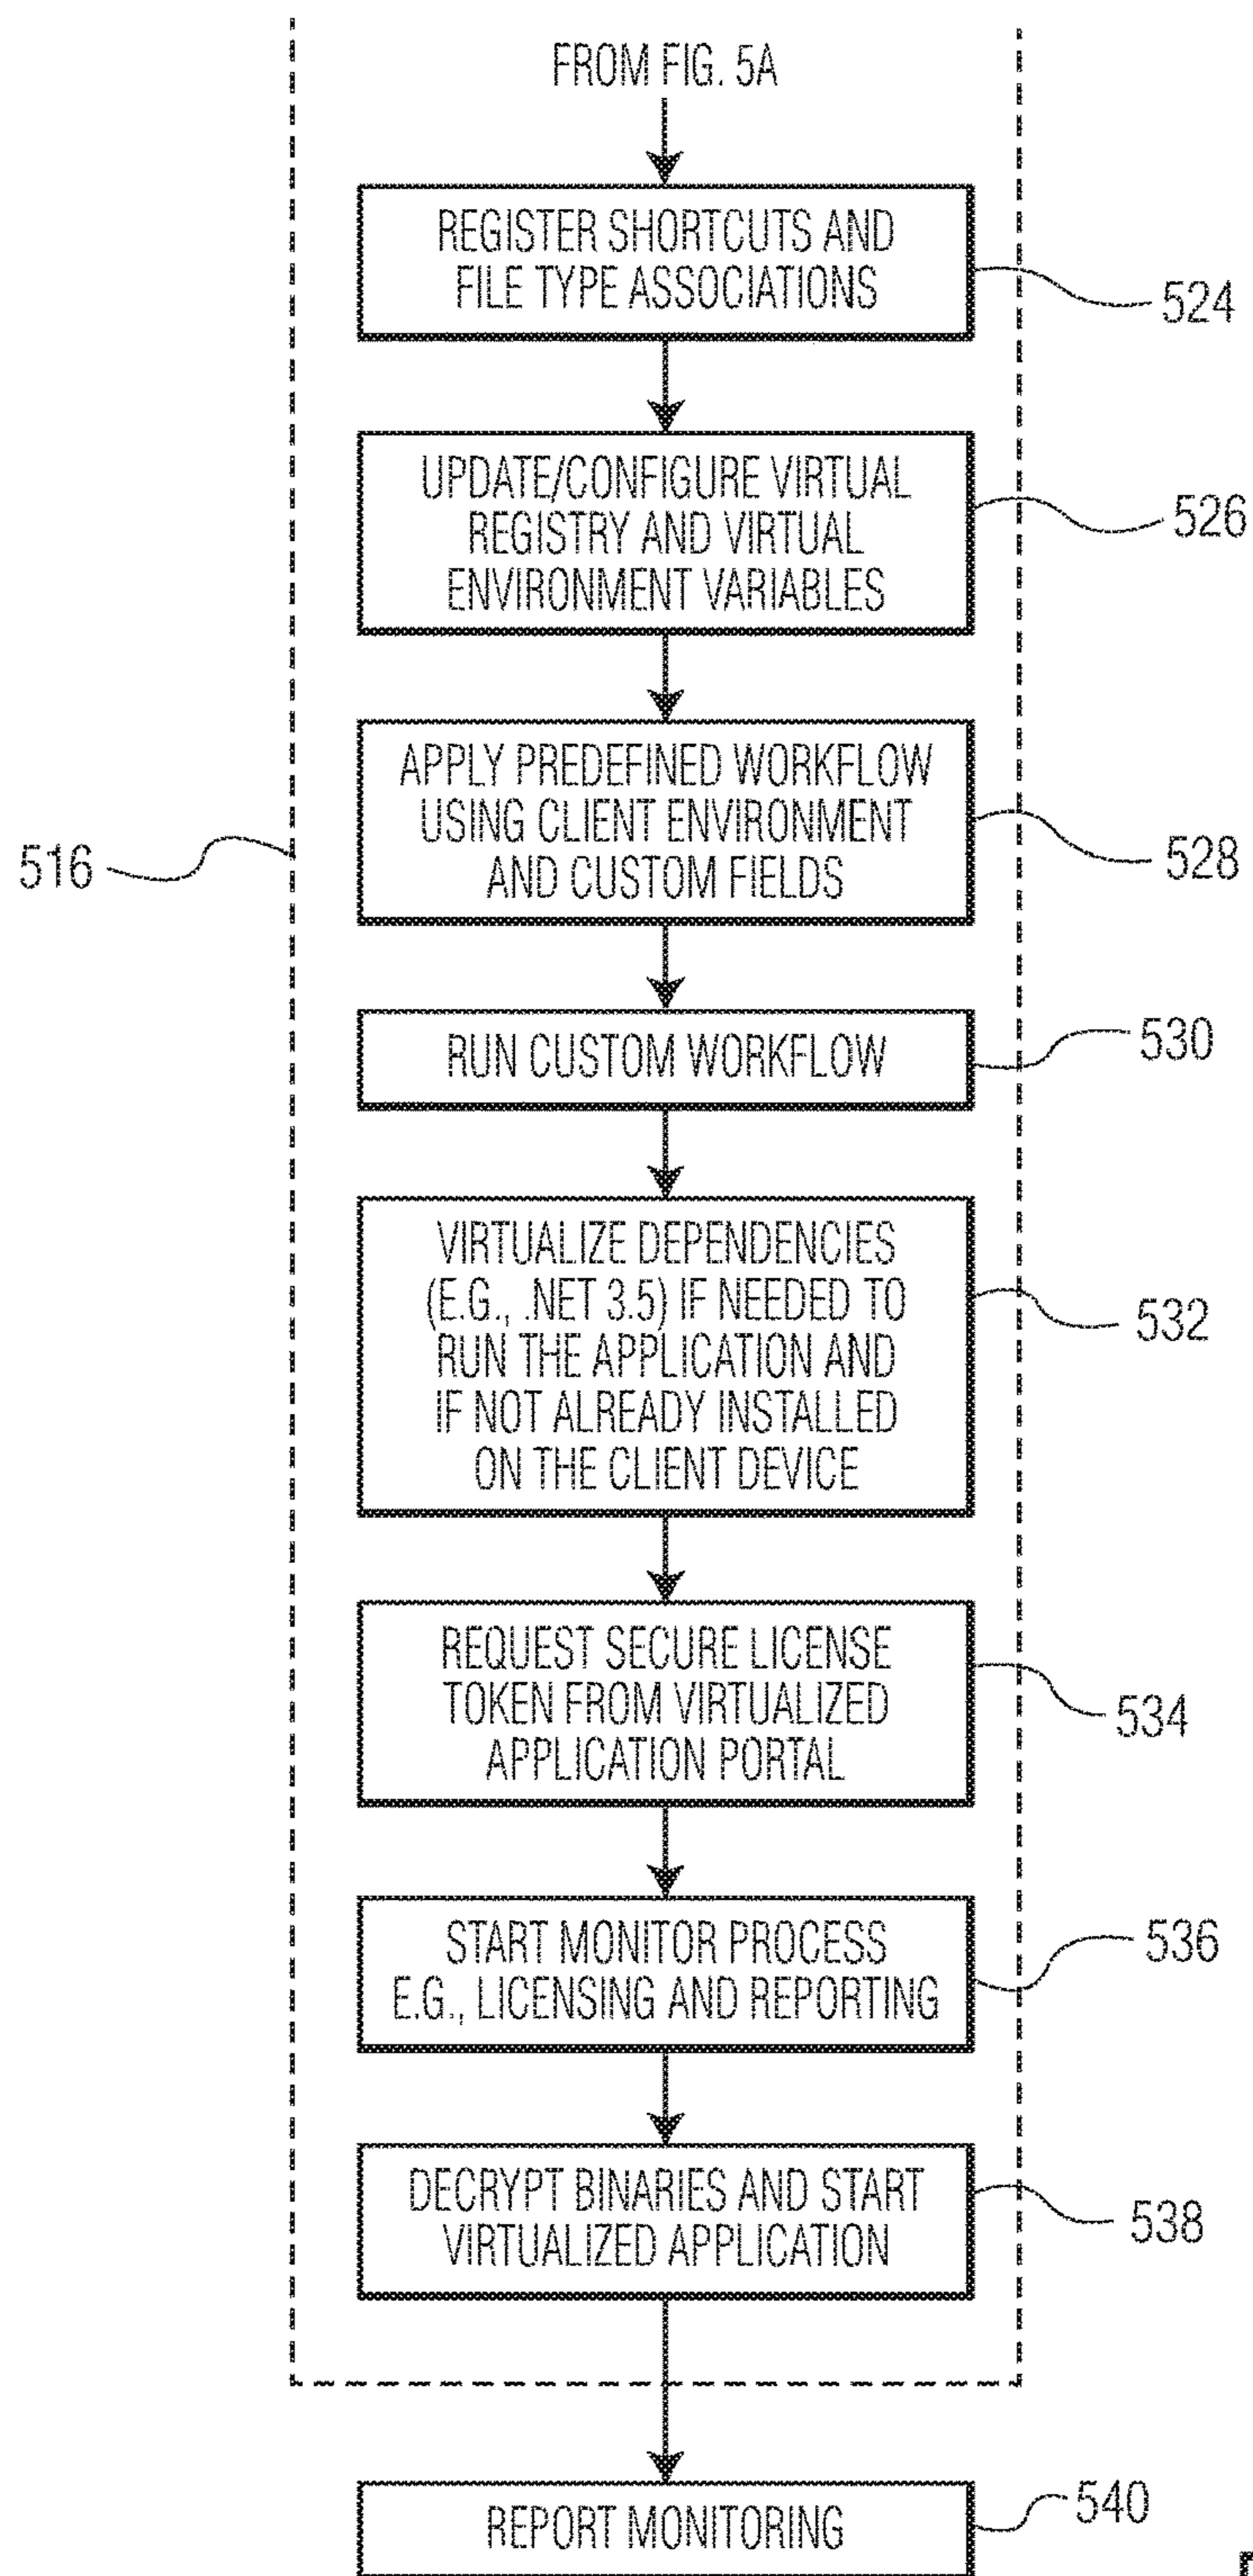 FROM FIG. 5A
REGISTER SHORTCUTS AND
FILE TYPE ASSOCIATIONS
524
UPDATE/CONFIGURE VIRTUAL
REGISTRY AND VIRTUAL
ENVIRONMENT VARIABLES
526
APPLY PREDEFINED WORKFLOW
USING CLIENT ENVIRONMENT
AND CUSTOM FIELDS
528
516
RUN CUSTOM WORKFLOW
530
VIRTUALIZE DEPENDENCIES
(E.G., .NET 3.5) IF NEEDED TO
RUN THE APPLICATION AND
IF NOT ALREADY INSTALLED
ON THE CLIENT DEVICE
532
REQUEST SECURE LICENSE
TOKEN FROM VIRTUALIZED
APPLICATION PORTAL
534
START MONITOR PROCESS
E.G., LICENSING AND REPORTING
536
DECRYPT BINARIES AND START
VIRTUALIZED APPLICATION
538
REPORT MONITORING
540